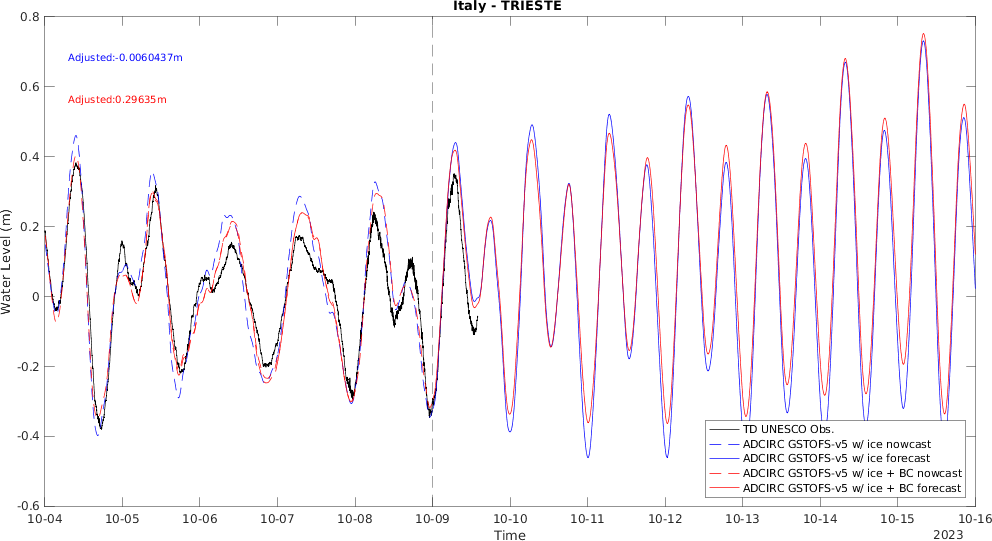 Italy - TRIESTE
Adjusted:-0.0060437m
Adjusted:0.29635m
Water Level (m)
0.8
0.6
0.4
0.2
0
-0.2
-0.4
-0.6
TD UNESCO Obs.
ADCIRC GSTOFS-v5 w/ ice nowcast
ADCIRC GSTOFS-v5 w/ ice forecast
ADCIRC GSTOFS-v5 w/ ice + BC nowcast
ADCIRC GSTOFS-v5 w/ ice + BC forecast
10-04 10-05 10-06 10-07 10-08 10-09 10-10 10-11 10-12 10-13 10-14 10-15 10-16
Time
2023